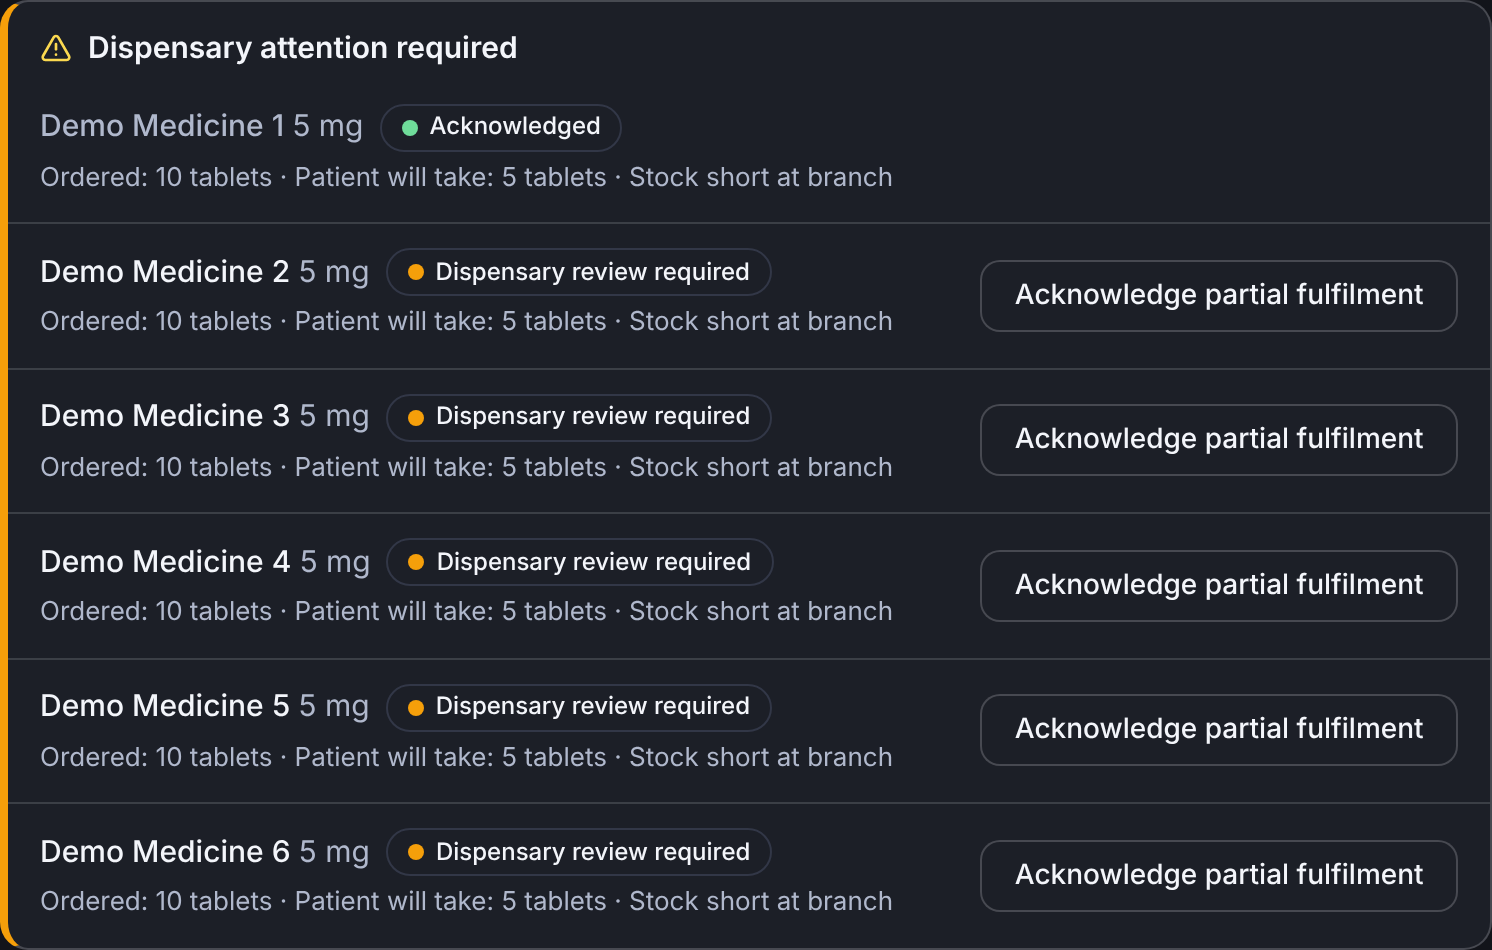 Dispensary attention required
Demo Medicine 1 5 mg Acknowledged
Ordered: 10 tablets · Patient will take: 5 tablets · Stock short at branch
Demo Medicine 2 5 mg Dispensary review required
Ordered: 10 tablets · Patient will take: 5 tablets · Stock short at branch
Acknowledge partial fulfilment
Demo Medicine 3 5 mg Dispensary review required
Ordered: 10 tablets · Patient will take: 5 tablets · Stock short at branch
Acknowledge partial fulfilment
Demo Medicine 4 5 mg Dispensary review required
Ordered: 10 tablets · Patient will take: 5 tablets · Stock short at branch
Acknowledge partial fulfilment
Demo Medicine 5 5 mg Dispensary review required
Ordered: 10 tablets · Patient will take: 5 tablets · Stock short at branch
Acknowledge partial fulfilment
Demo Medicine 6 5 mg Dispensary review required
Ordered: 10 tablets · Patient will take: 5 tablets · Stock short at branch
Acknowledge partial fulfilment